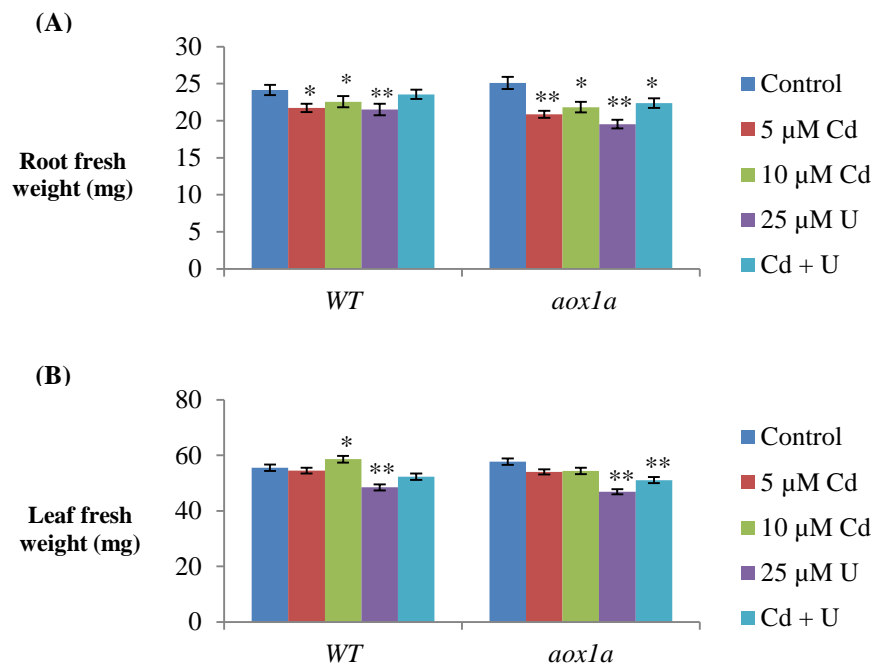 (A)
30
25
20
15
10
5
0
Root fresh
weight (mg)
* * **
** * ** *
WT aox1a
Control
5 µM Cd
10 µM Cd
25 µM U
Cd + U
(B)
80
60
40
20
0
Leaf fresh
weight (mg)
* **
** **
WT aox1a
Control
5 µM Cd
10 µM Cd
25 µM U
Cd + U